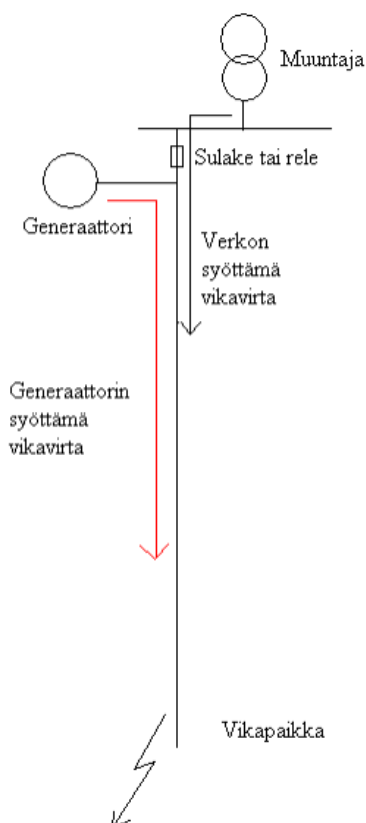 Muuntaja
Sulake tai rele
Generaattori
Verkon
syöttämä
vikavirta
Generaattorin
syöttämä
vikavirta
Vikapaikka